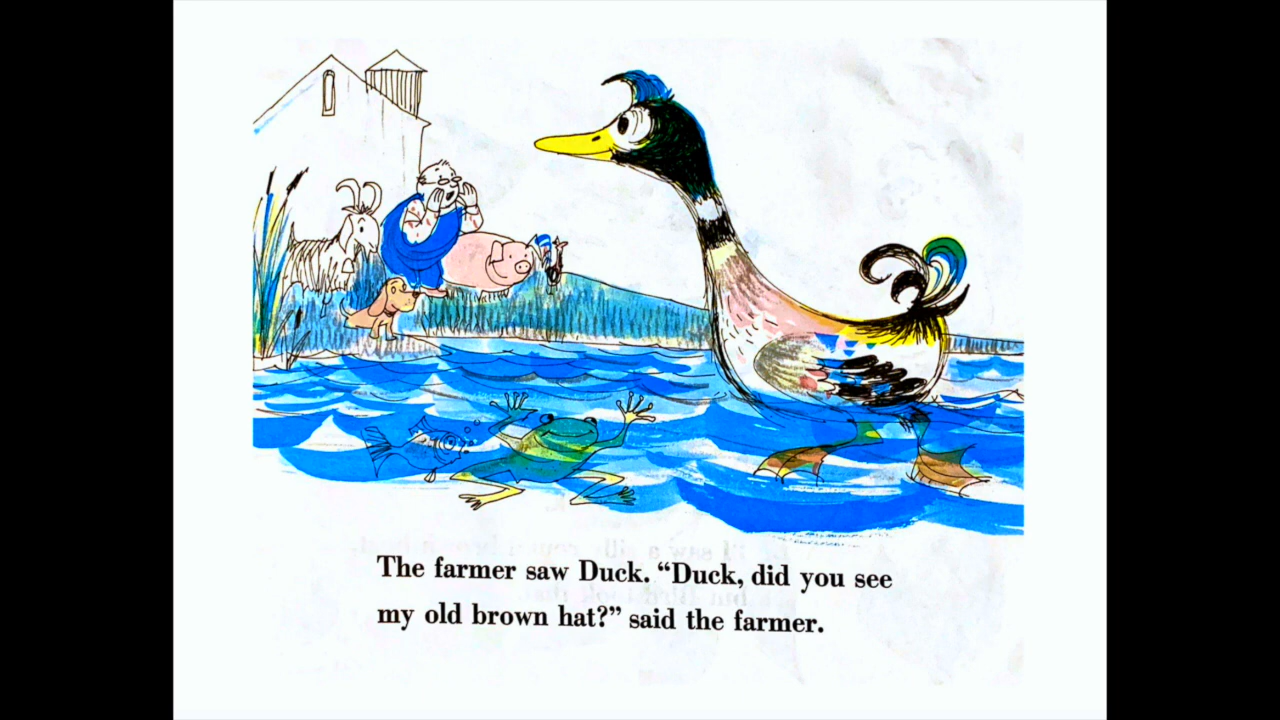 The farmer saw Duck. “Duck, did you see
my old brown hat?” said the farmer.